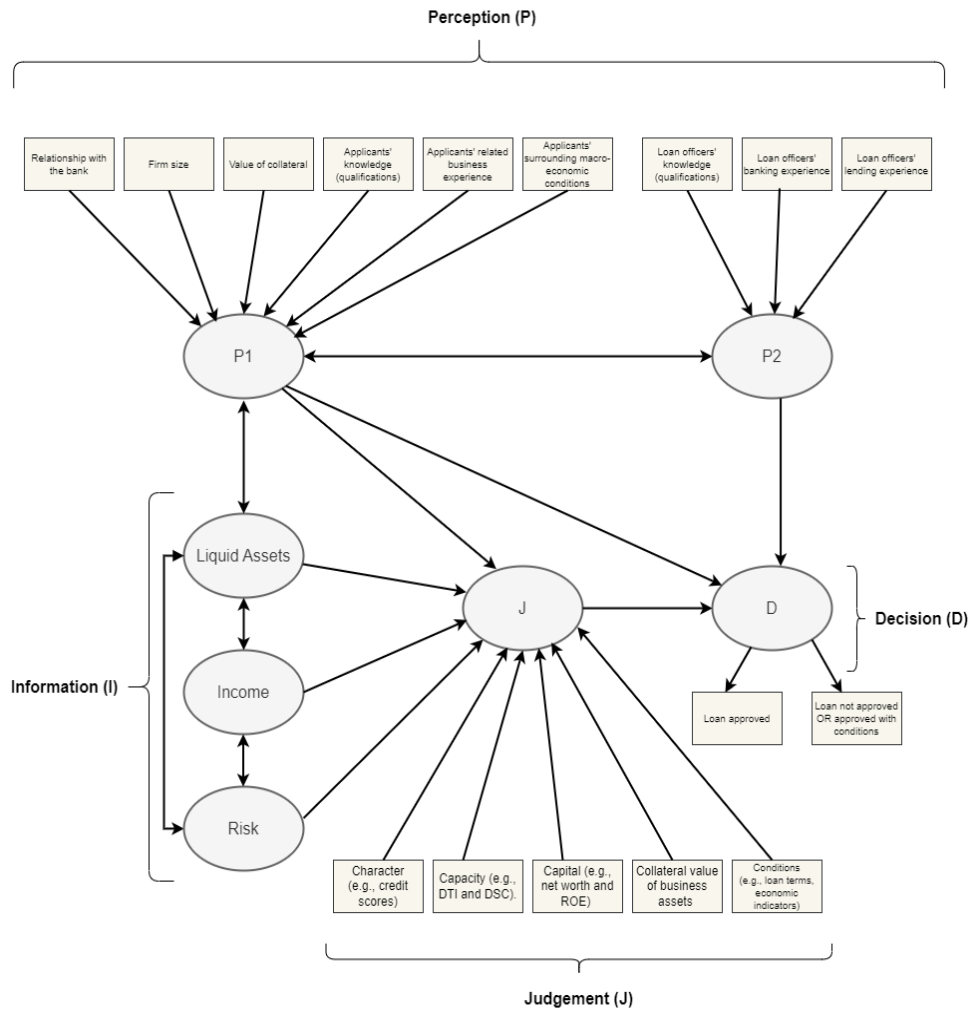 Perception (P)
Relationship with
the bank
Firm size
Value of collateral
Applicants'
knowledge
(qualifications)
Applicants' related
business
experience
Applicants'
surrounding macro-
economic
conditions
Loan officers'
knowledge
(qualifications)
Loan officers'
banking experience
Loan officers'
lending experience
P1
P2
Liquid Assets
J
D
Decision (D)
Information (I)
Income
Loan approved
Loan not approved
OR approved with
conditions
Risk
Character
(e.g., credit
scores)
Capacity (e.g.,
DTI and DSC).
Capital (e.g.,
net worth and
ROE)
Collateral value
of business
assets
Conditions
(e.g., loan terms,
economic
indicators)
Judgement (J)